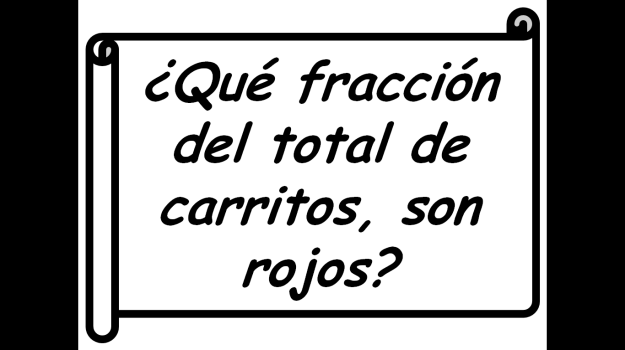 ¿Qué fracción
del total de
carritos, son
rojos?